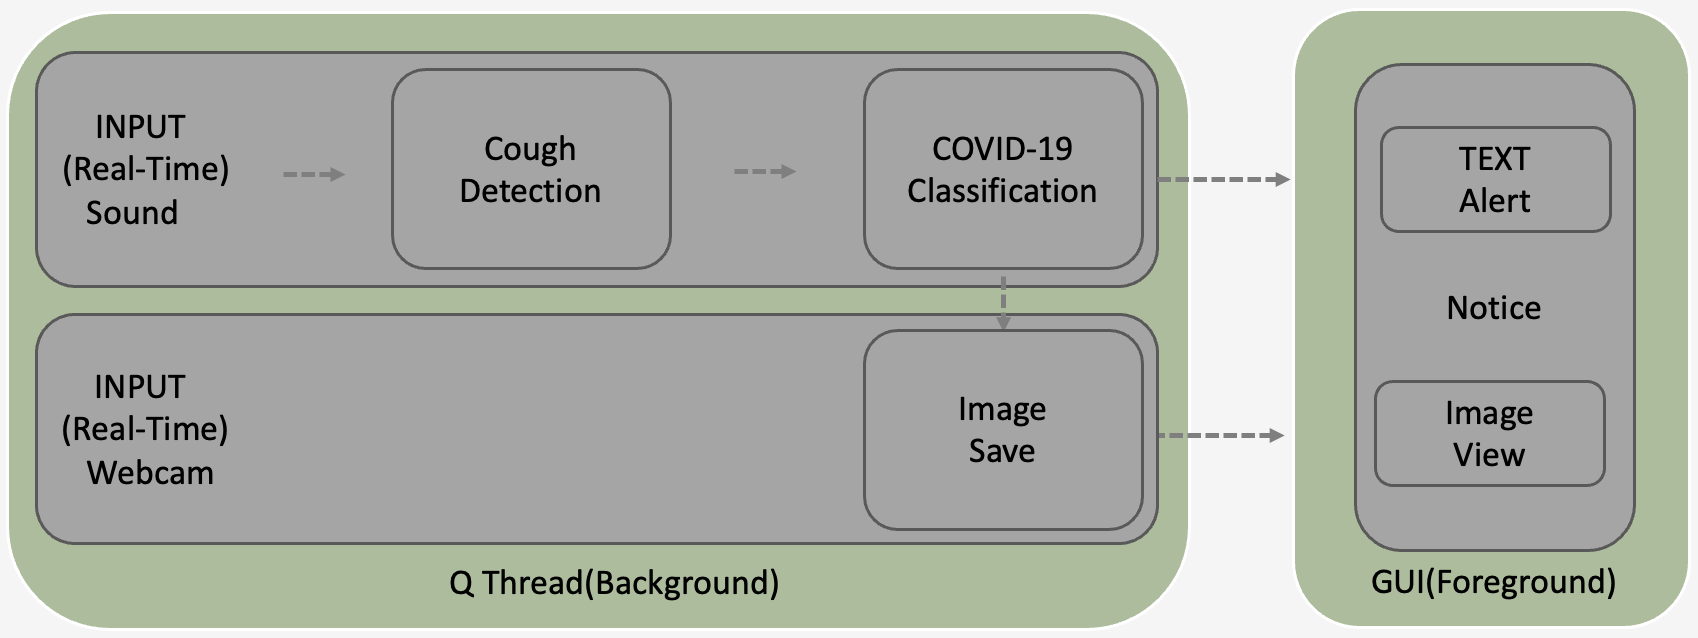 INPUT
(Real-Time)
Sound
Cough
Detection
COVID-19
Classification
INPUT
(Real-Time)
Webcam
Image
Save
Q Thread(Background)
TEXT
Alert
Notice
Image
View
GUI(Foreground)